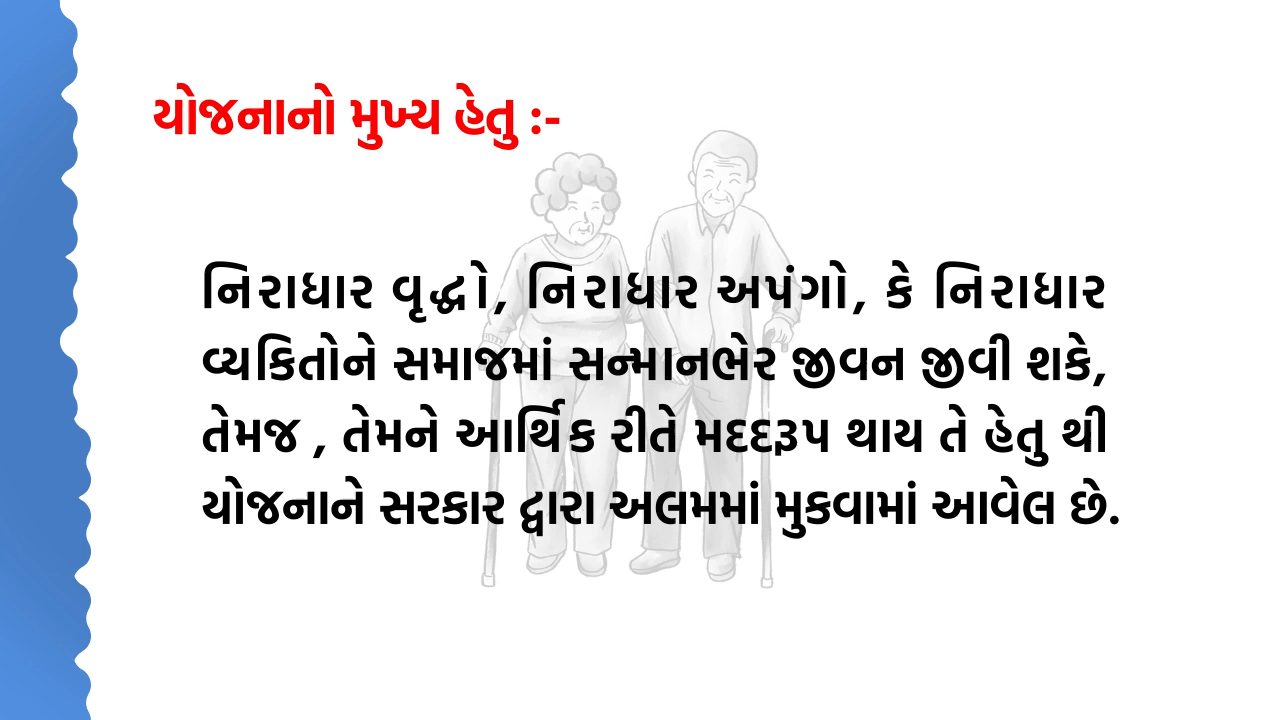 યોજનાનો મુખ્ય હેતુ :-
નિરાધાર વૃદ્ધો, નિરાધાર અપંગો, કે નિરાધાર
વ્યકિતોને સમાજમાં સન્માનભેર જીવન જીવી શકે,
તેમજ , તેમને આર્થિક રીતે મદદરૂપ થાય તે હેતુ થી
યોજનાને સરકાર દ્વારા અલમમાં મુકવામાં આવેલ છે.